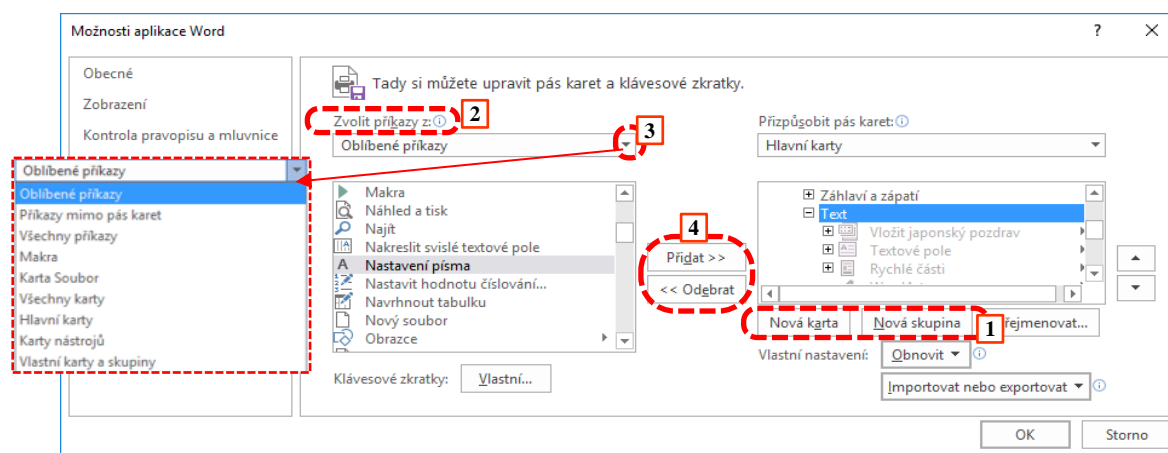 Možnosti aplikace Word
?
Obecné
Zobrazení
Kontrola pravopisu a mluvnice
Oblíbené příkazy
Oblíbené příkazy
Příkazy mimo pás karet
Všechny příkazy
Makra
Karta Soubor
Všechny karty
Hlavní karty
Karty nástrojů
Vlastní karty a skupiny
Tady si můžete upravit pás karet a klávesové zkratky.
Zvolit příkazy z:
2
3
Oblíbené příkazy
Makra
Náhled a tisk
Najít
Nakreslit svislé textové pole
Nastavení písma
Nastavit hodnotu číslování...
Navrhnout tabulku
Nový soubor
Obrazce
Klávesové zkratky: Vlastní...
4
Přidat >>
<< Odebrat
Přizpůsobit pás karet:
Hlavní karty
Záhlaví a zápatí
Text
Vložit japonský pozdrav
Textové pole
Rychlé části
Nová karta Nová skupina 1 řejmenovat...
Vlastní nastavení: Obnovit
Importovat nebo exportovat
OK Storno